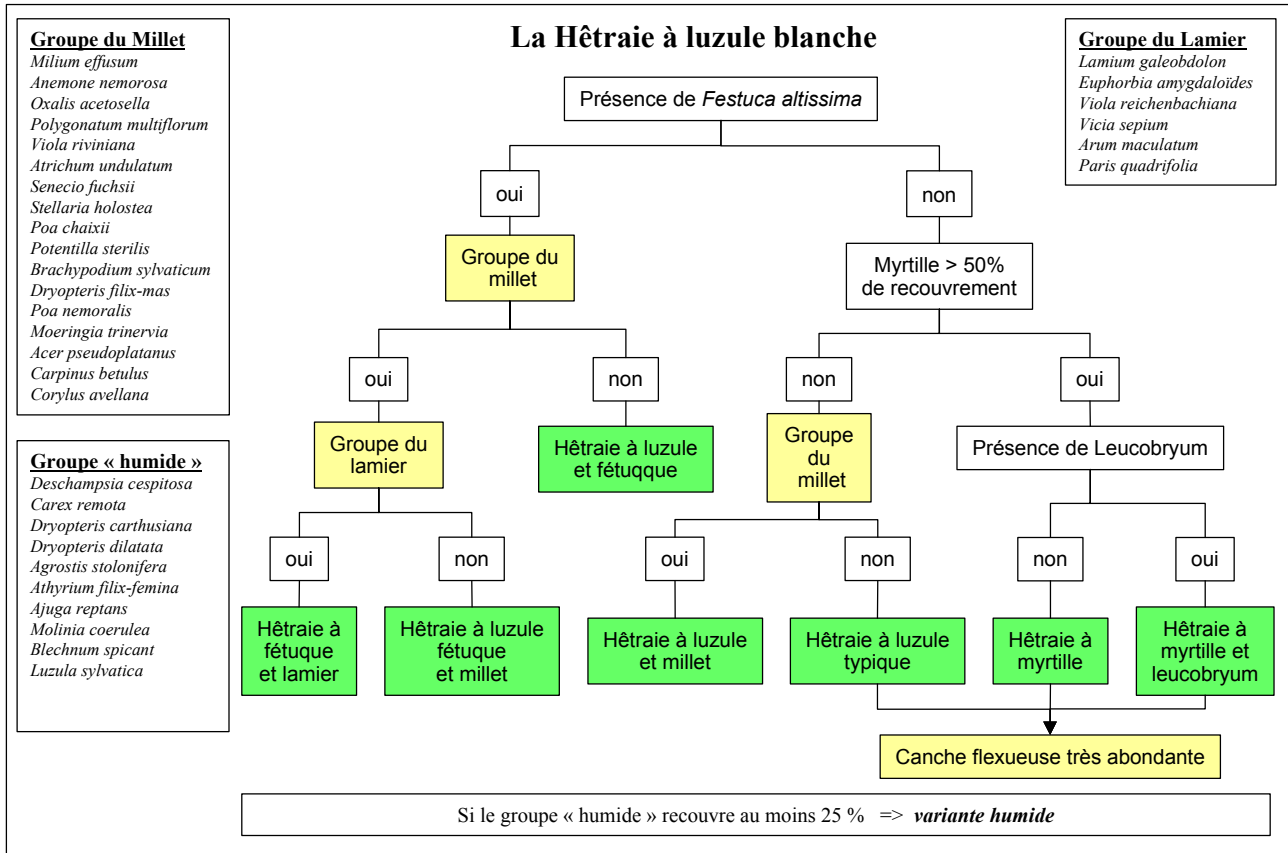 La Hêtraie à luzule blanche
Groupe du Millet
Milium effusum
Anemone nemorosa
Oxalis acetosella
Polygonatum multiflorum
Viola riviniana
Atrichum undulatum
Senecio fuchsii
Stellaria holostea
Poa chaixii
Potentilla sterilis
Brachypodium sylvaticum
Dryopteris filix-mas
Poa nemoralis
Moeringia trinervia
Acer pseudoplatanus
Carpinus betulus
Corylus avellana
Groupe du Lamier
Lamium galeobdolon
Euphorbia amygdaloïdes
Viola reichenbachiana
Vicia sepium
Arum maculatum
Paris quadrifolia
Groupe « humide »
Deschampsia cespitosa
Carex remota
Dryopteris carthusiana
Dryopteris dilatata
Agrostis stolonifera
Athyrium filix-femina
Ajuga reptans
Molinia coerulea
Blechnum spicant
Luzula sylvatica
Présence de Festuca altissima
oui
non
Groupe du
millet
Myrtille > 50%
de recouvrement
oui
non
non
oui
Groupe du
lamier
Hêtraie à luzule
et fétuqque
Groupe
du
millet
Présence de Leucobryum
oui
non
oui
non
non
oui
Hêtraie à
fétuque
et lamier
Hêtraie à luzule
fétuque
et millet
Hêtraie à luzule
et millet
Hêtraie à luzule
typique
Hêtraie à
myrtille
Hêtraie à
myrtille et
leucobryum
Canche flexueuse très abondante
Si le groupe « humide » recouvre au moins 25 % => variante humide